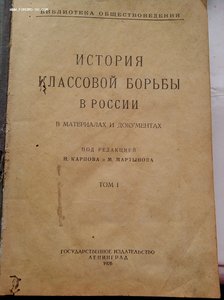 БИБЛИОТЕКА ОБЩЕСТВОВЕДЕНИЯ
ИСТОРИЯ
КЛАССОВОЙ БОРЬБЫ
В РОССИИ
В МАТЕРИАЛАХ И ДОКУМЕНТАХ
ПОД РЕДАКЦИЕЙ
Н. КАРПОВА и М. МАРТЫНОВА
ТОМ I
ГОСУДАРСТВЕННОЕ ИЗДАТЕЛЬСТВО
ЛЕНИНГРАД